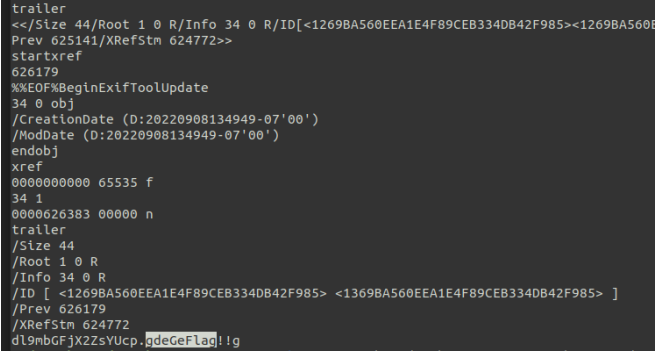 trailer
<</Size 44/Root 1 0 R/Info 34 0 R/ID[<1269BA560EEA1E4F89CEB334DB42F985><1269BA560E
Prev 625141/XRefStm 624772>>
startxref
626179
%%EOF%BeginExifToolUpdate
34 0 obj
/CreationDate (D:20220908134949-07'00')
/ModDate (D:20220908134949-07'00')
endobj
xref
0000000000 65535 f
34 1
0000626383 00000 n
trailer
/Size 44
/Root 1 0 R
/Info 34 0 R
/ID [ <1269BA560EEA1E4F89CEB334DB42F985> <1369BA560EEA1E4F89CEB334DB42F985> ]
/Prev 626179
/XRefStm 624772
dl9mbGFjX2ZsYUcp.gdeGeFlag!!g